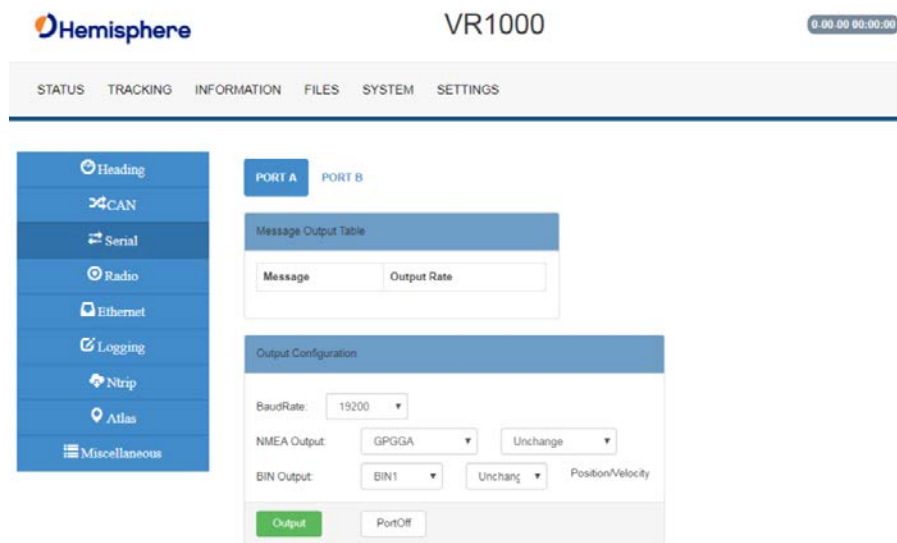 Hemisphere
VR1000
0.00.00 00:00:00
STATUS TRACKING INFORMATION FILES SYSTEM SETTINGS
Heading
CAN
Serial
Radio
Ethernet
Logging
Ntrip
Atlas
Miscellaneous
PORT A PORT B
Message Output Table
Message Output Rate
Output Configuration
BaudRate: 19200
NMEA Output: GPGGA Unchange
BIN Output: BIN1 Unchang Position/Velocity
Output PortOff